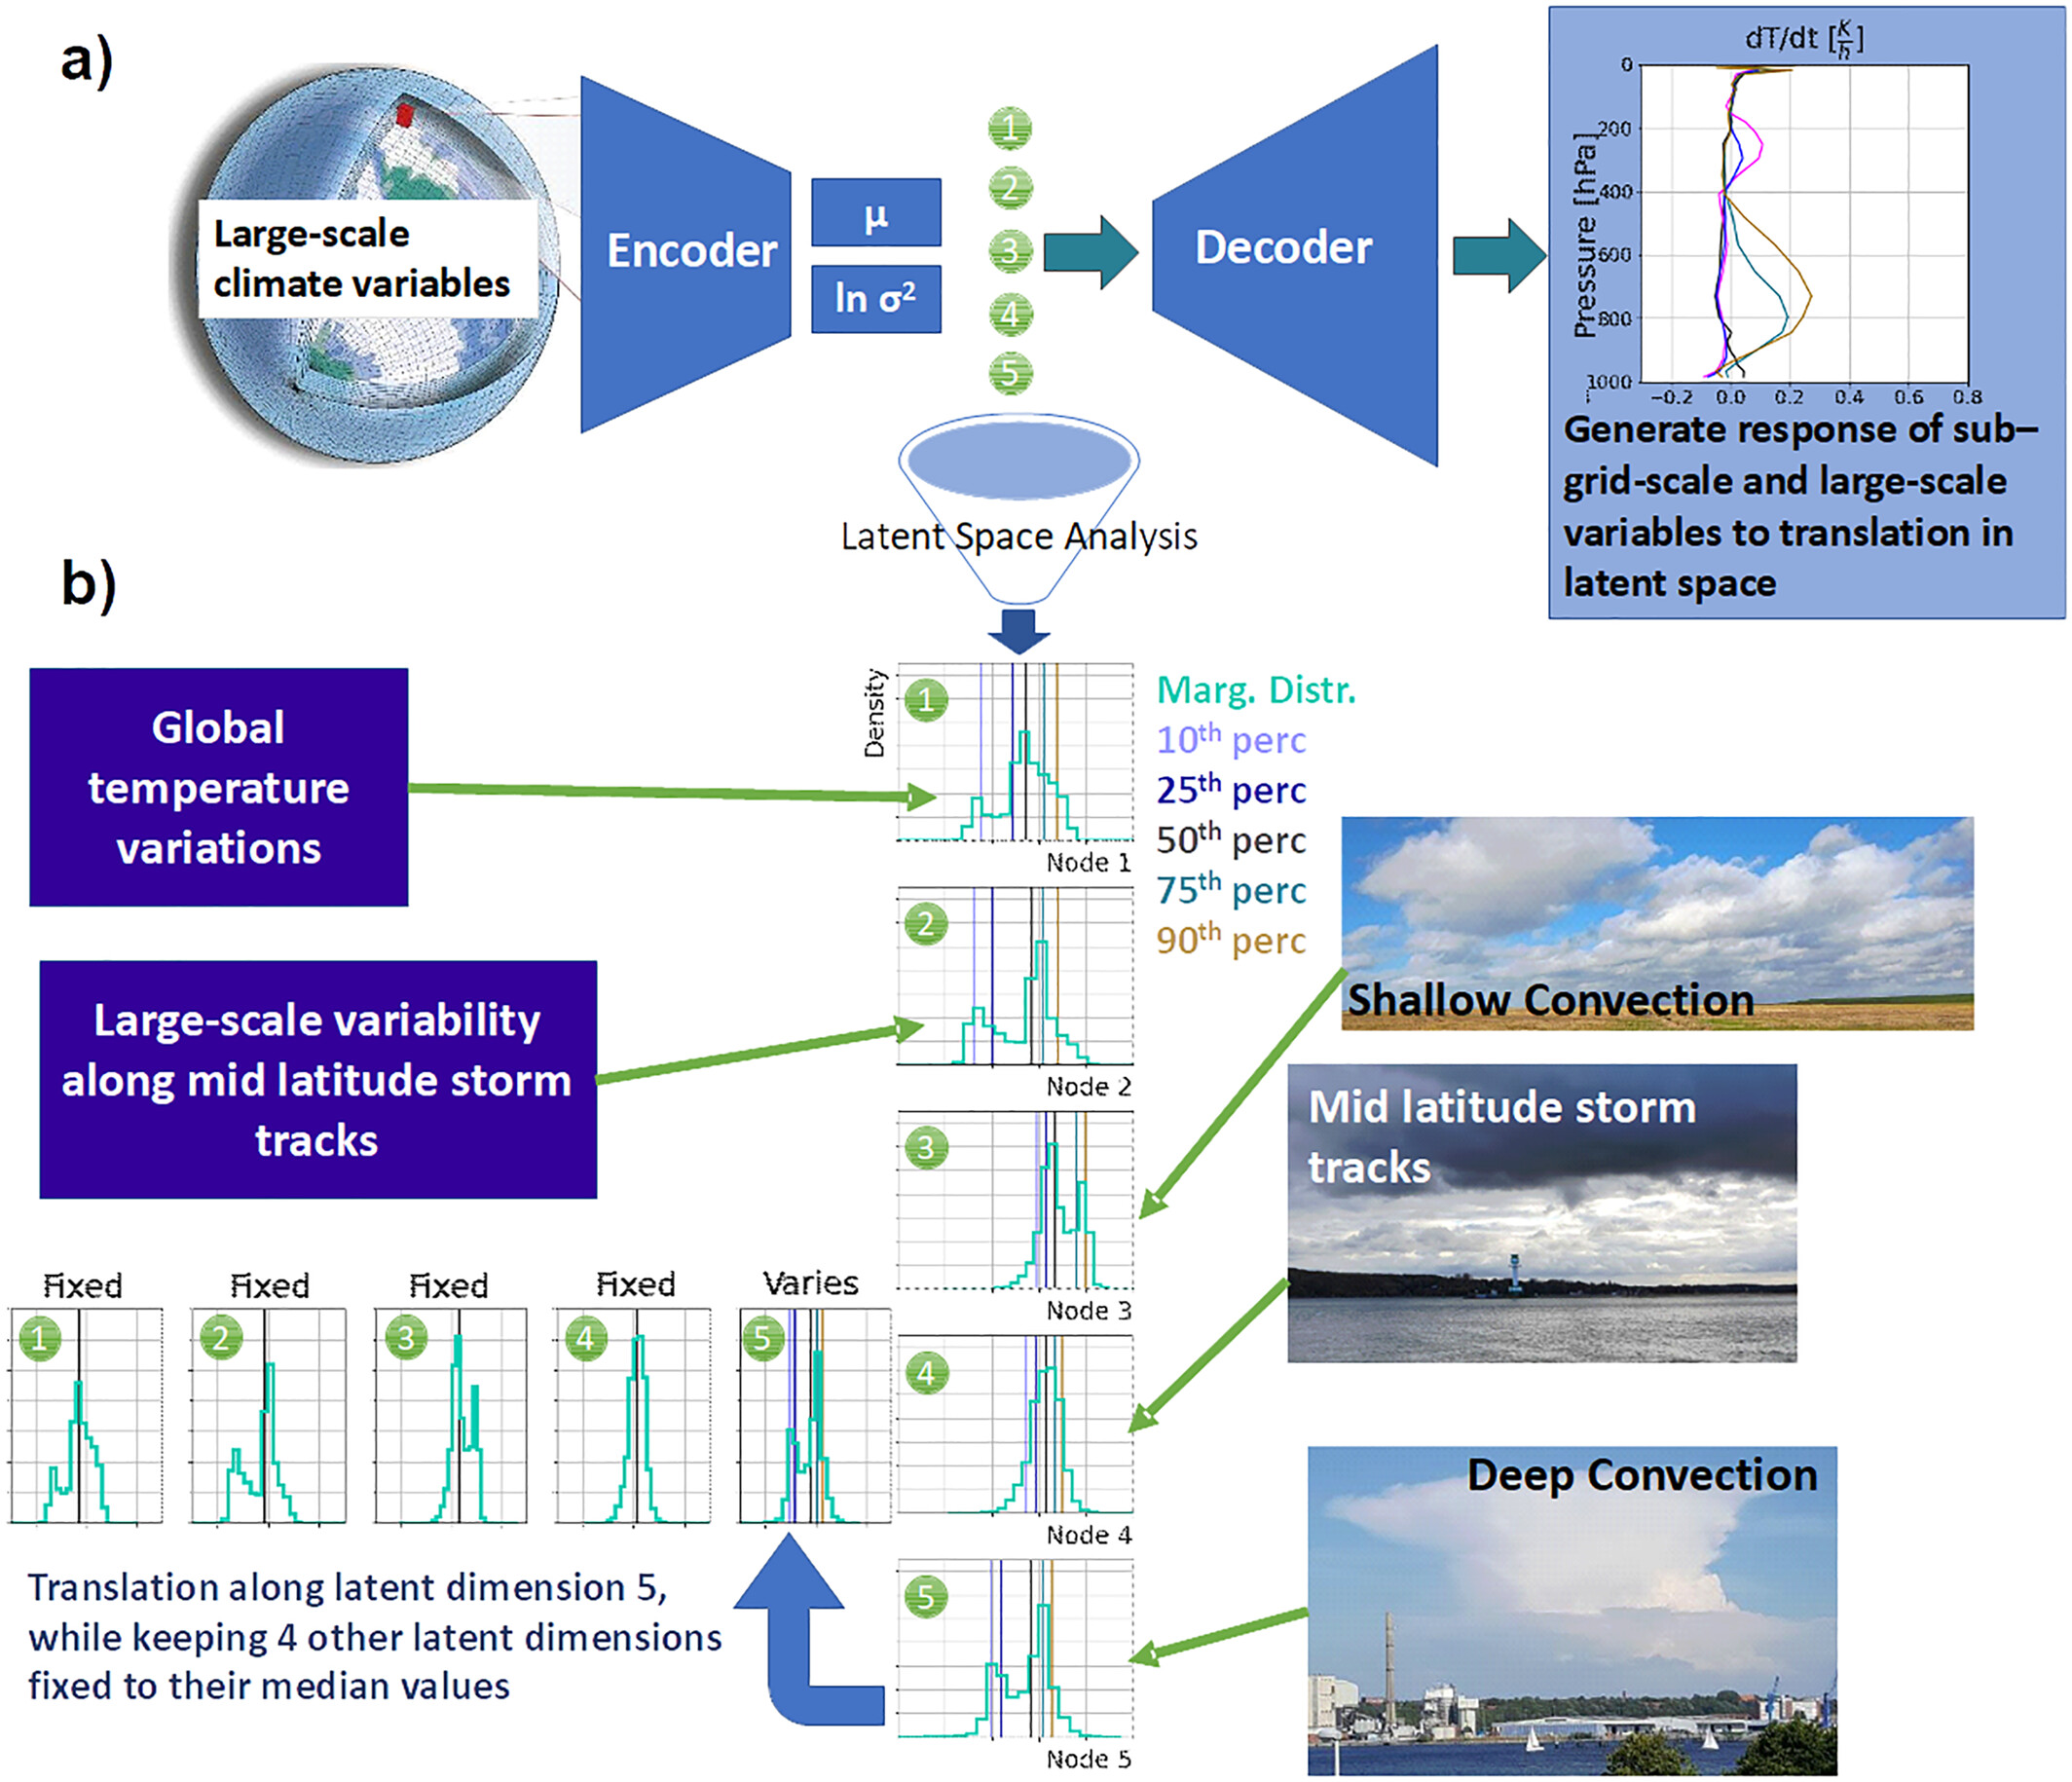 a)
Large-scale
climate variables
Encoder
μ
ln σ²
1
2
3
4
5
Decoder
dT/dt [K/h]
Pressure [hPa]
0
200
400
600
800
1000
−0.2 0.0 0.2 0.4 0.6 0.8
Generate response of sub–
grid-scale and large-scale
variables to translation in
latent space
Latent Space Analysis
b)
Global
temperature
variations
Large-scale variability
along mid latitude storm
tracks
Density
1
Node 1
2
Node 2
3
Node 3
4
Node 4
5
Node 5
Marg. Distr.
10th perc
25th perc
50th perc
75th perc
90th perc
Shallow Convection
Mid latitude storm
tracks
Deep Convection
Fixed Fixed Fixed Fixed Varies
1 2 3 4 5
Translation along latent dimension 5,
while keeping 4 other latent dimensions
fixed to their median values